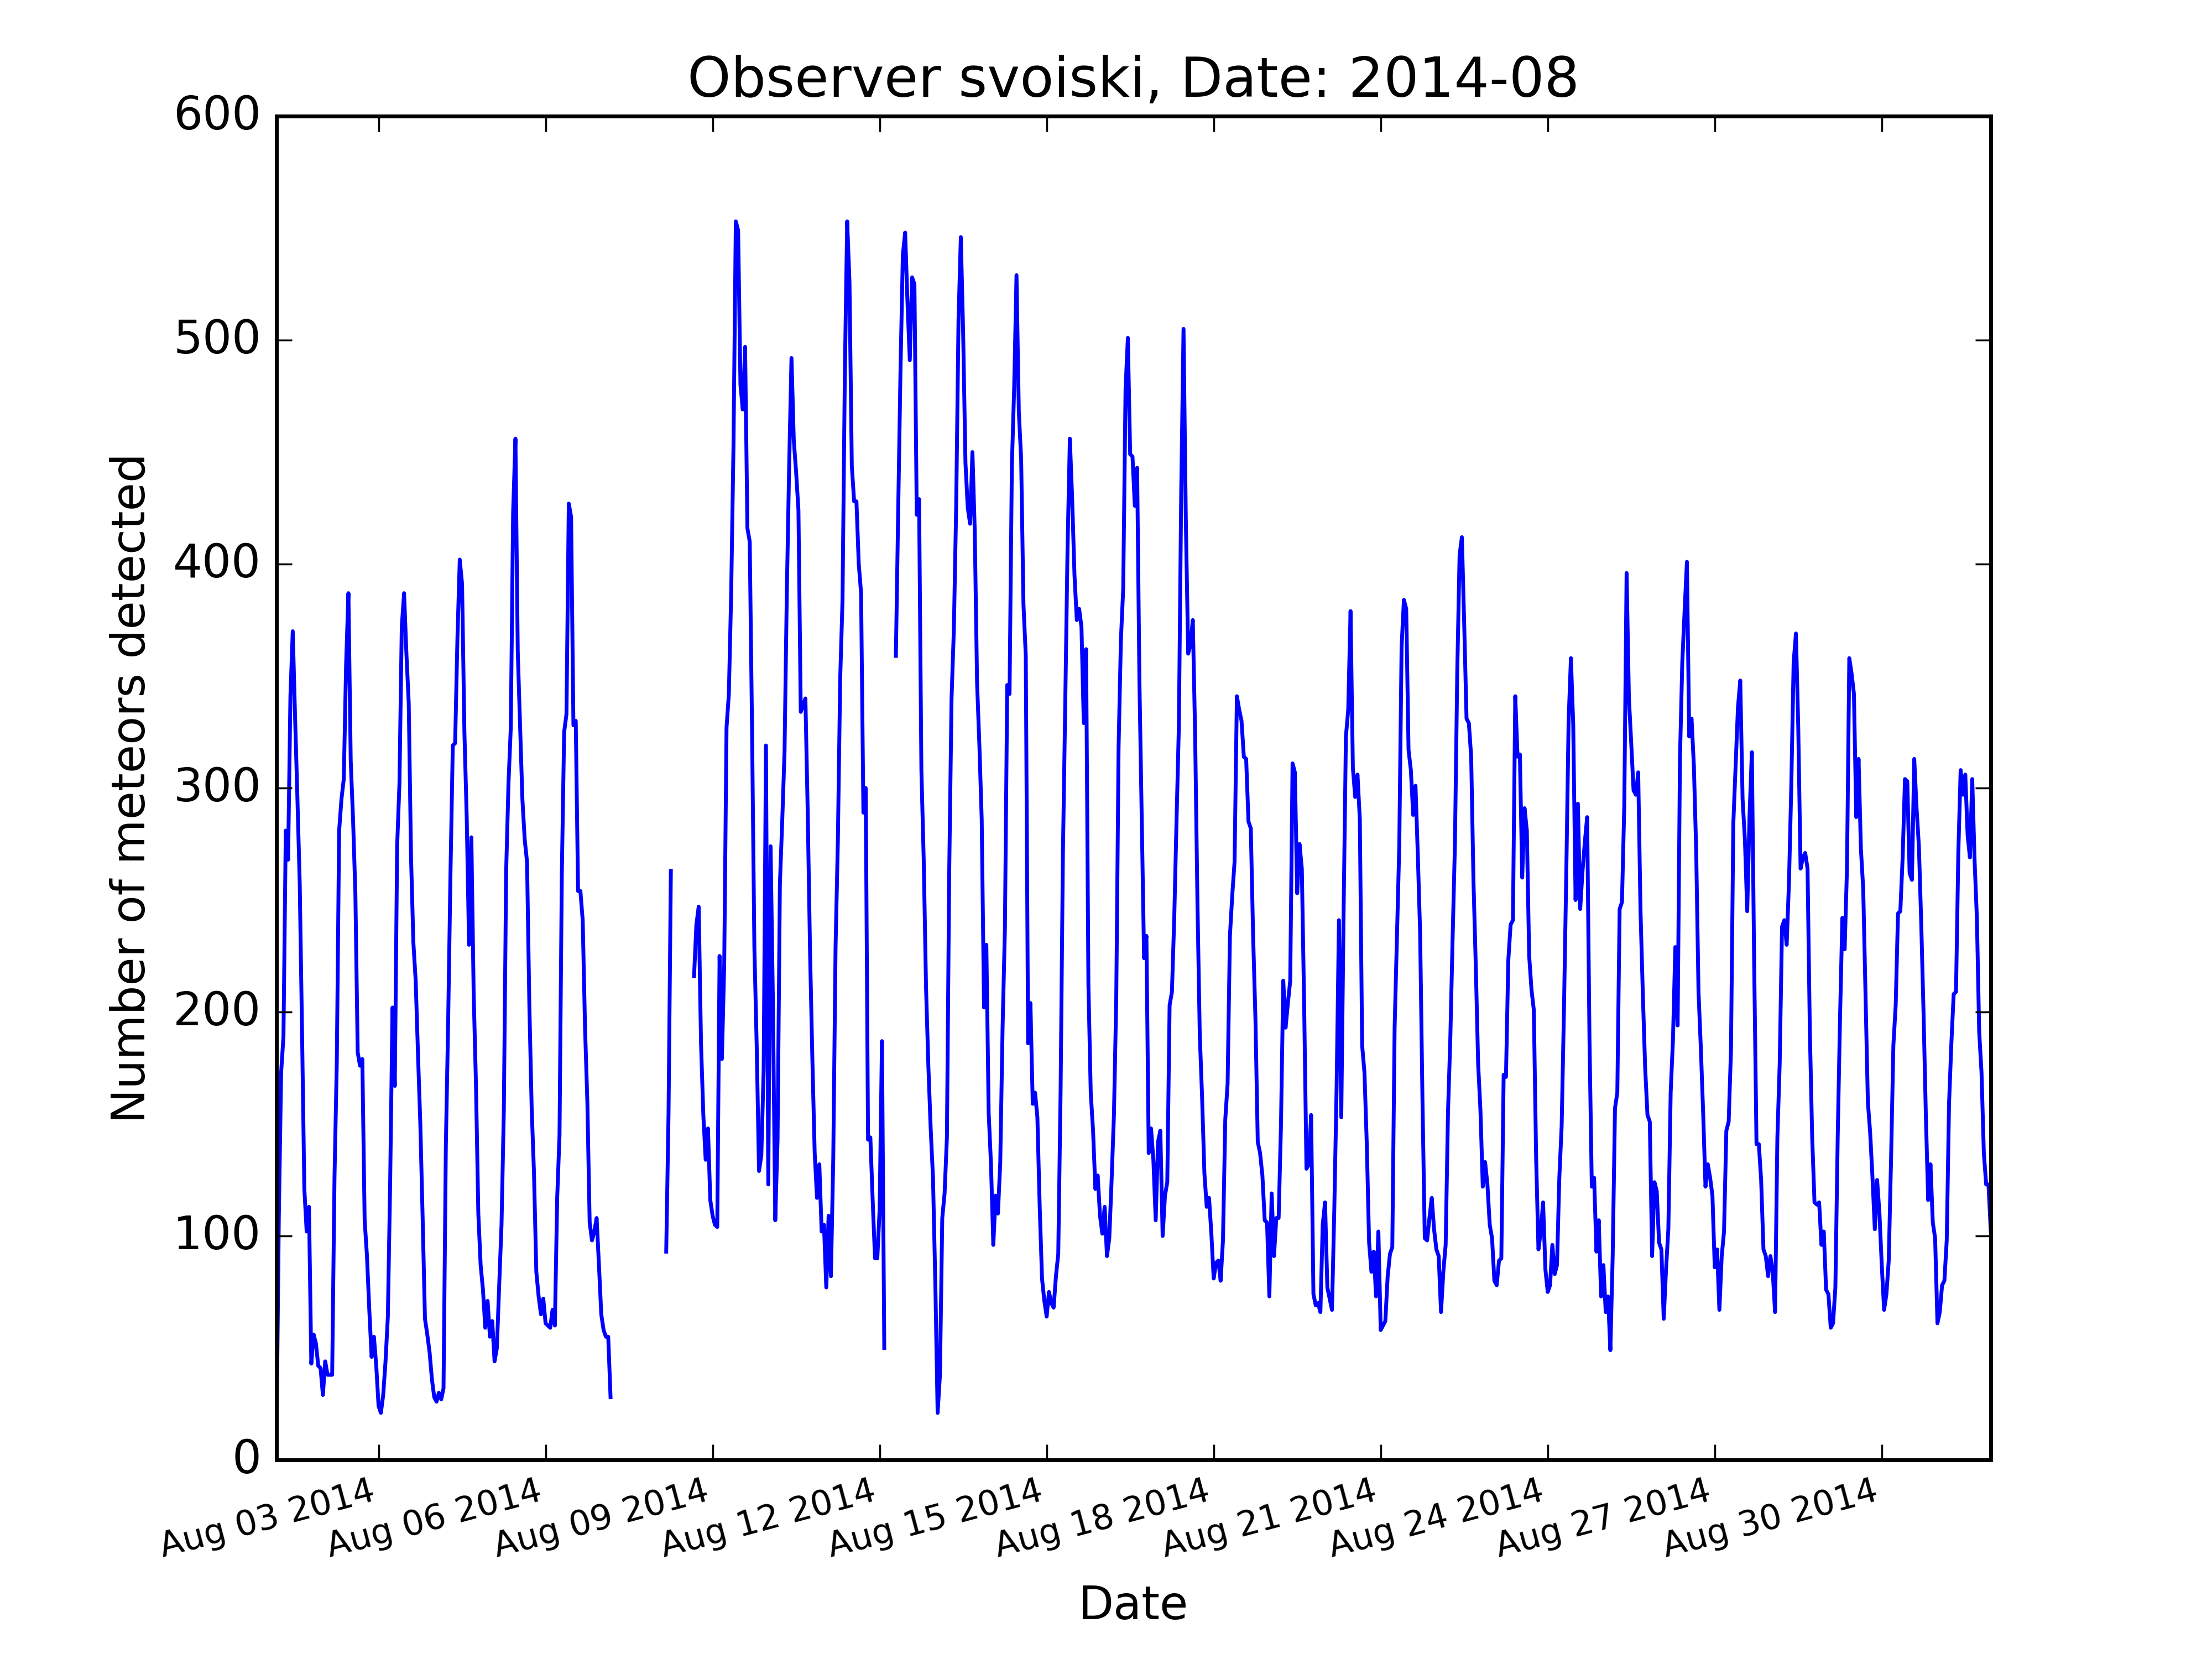 Observer svoiski, Date: 2014-08
600
500
400
300
200
100
0
Number of meteors detected
Aug 03 2014
Aug 06 2014
Aug 09 2014
Aug 12 2014
Aug 15 2014
Aug 18 2014
Aug 21 2014
Aug 24 2014
Aug 27 2014
Aug 30 2014
Date